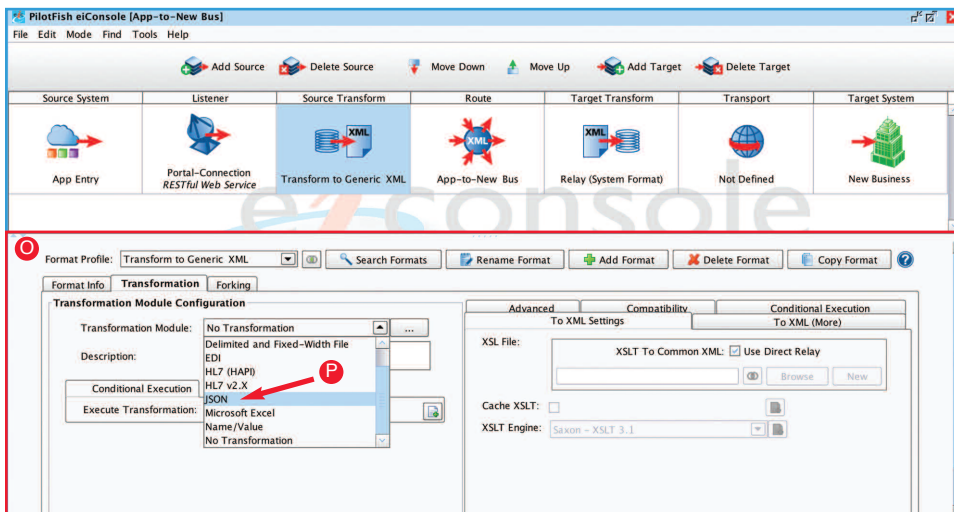 PilotFish eiConsole [App-to-New Bus]
File Edit Mode Find Tools Help
Add Source Delete Source Move Down Move Up Add Target Delete Target
Source System Listener Source Transform Route Target Transform Transport Target System
XML XML XML
App Entry Portal-Connection Transform to Generic XML App-to-New Bus Relay (System Format) Not Defined New Business
RESTful Web Service
eiConsole
O
Format Profile: Transform to Generic XML Search Formats Rename Format Add Format Delete Format Copy Format ?
Format Info Transformation Forking
Transformation Module Configuration
Transformation Module: No Transformation ...
Delimited and Fixed-Width File
Description:
EDI
HL7 (HAPI)
P
HL7 v2.X
Conditional Execution
JSON
Execute Transformation:
Microsoft Excel
Name/Value
No Transformation
Advanced Compatibility Conditional Execution
To XML Settings To XML (More)
XSL File:
XSLT To Common XML: Use Direct Relay
Browse New
Cache XSLT:
XSLT Engine: Saxon - XSLT 3.1